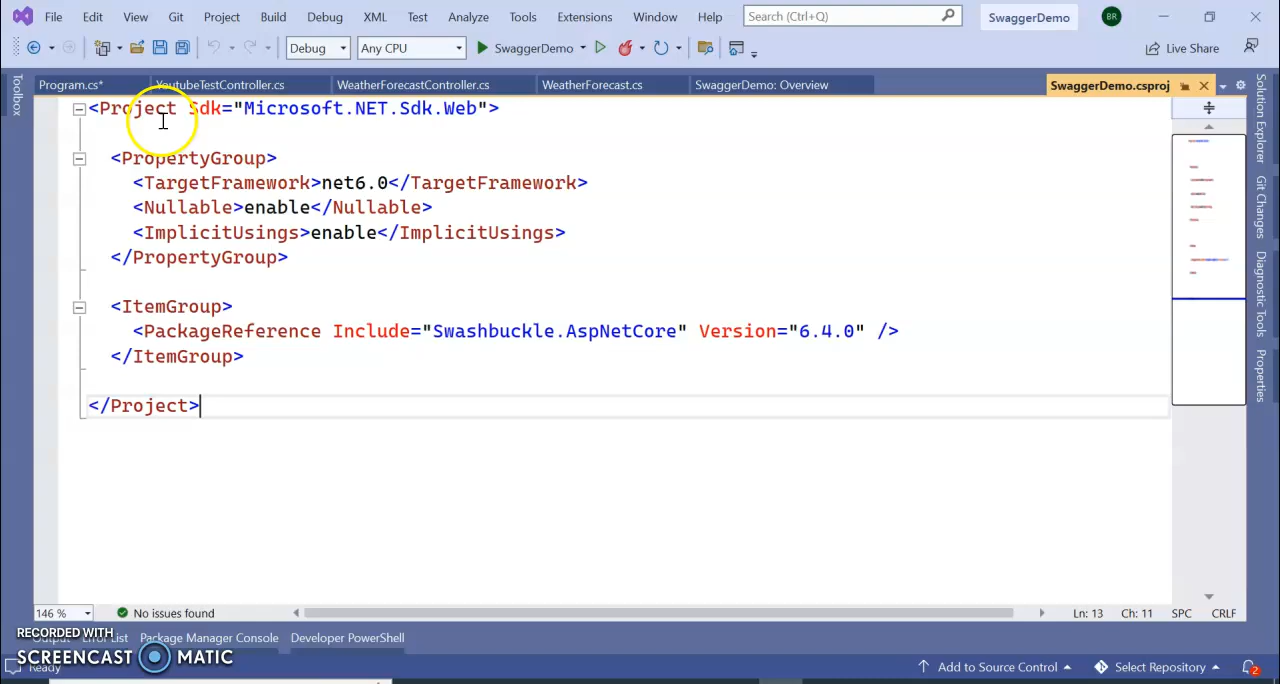 File Edit View Git Project Build Debug XML Test Analyze Tools Extensions Window Help Search (Ctrl+Q) SwaggerDemo BR
Debug Any CPU SwaggerDemo Live Share
Program.cs* YoutubeTestController.cs WeatherForecastController.cs WeatherForecast.cs SwaggerDemo: Overview SwaggerDemo.csproj
Toolbox
<Project Sdk="Microsoft.NET.Sdk.Web">
<PropertyGroup>
<TargetFramework>net6.0</TargetFramework>
<Nullable>enable</Nullable>
<ImplicitUsings>enable</ImplicitUsings>
</PropertyGroup>
<ItemGroup>
<PackageReference Include="Swashbuckle.AspNetCore" Version="6.4.0" />
</ItemGroup>
</Project>
Solution Explorer
Git Changes
Diagnostic Tools
Properties
146 % No issues found Ln: 13 Ch: 11 SPC CRLF
Output Error List Package Manager Console Developer PowerShell
RECORDED WITH
SCREENCAST MATIC
Ready Add to Source Control Select Repository 2